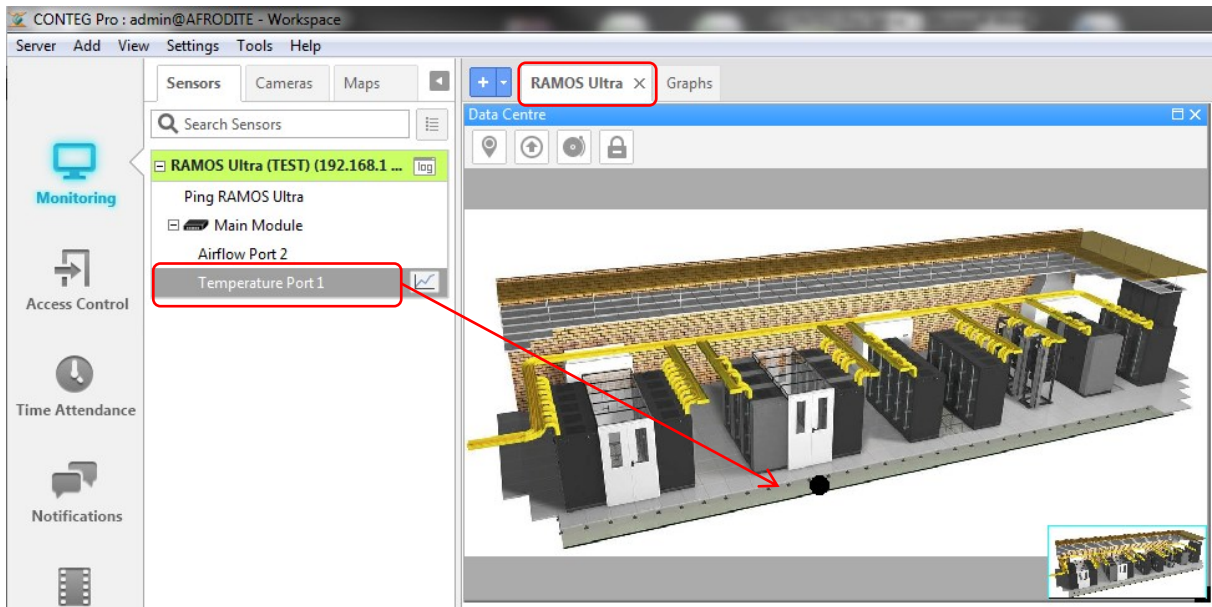 CONTEG Pro : admin@AFRODITE - Workspace
Server Add View Settings Tools Help
Sensors Cameras Maps
Search Sensors
RAMOS Ultra (TEST) (192.168.1 ... log
Ping RAMOS Ultra
Main Module
Airflow Port 2
Temperature Port 1
Monitoring
Access Control
Time Attendance
Notifications
+ RAMOS Ultra Graphs
Data Centre